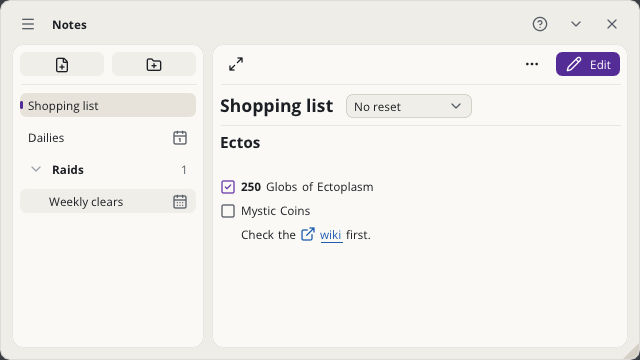 Notes
Edit
Shopping list
Dailies
Raids 1
Weekly clears
Shopping list No reset
Ectos
250 Globs of Ectoplasm
Mystic Coins
Check the wiki first.